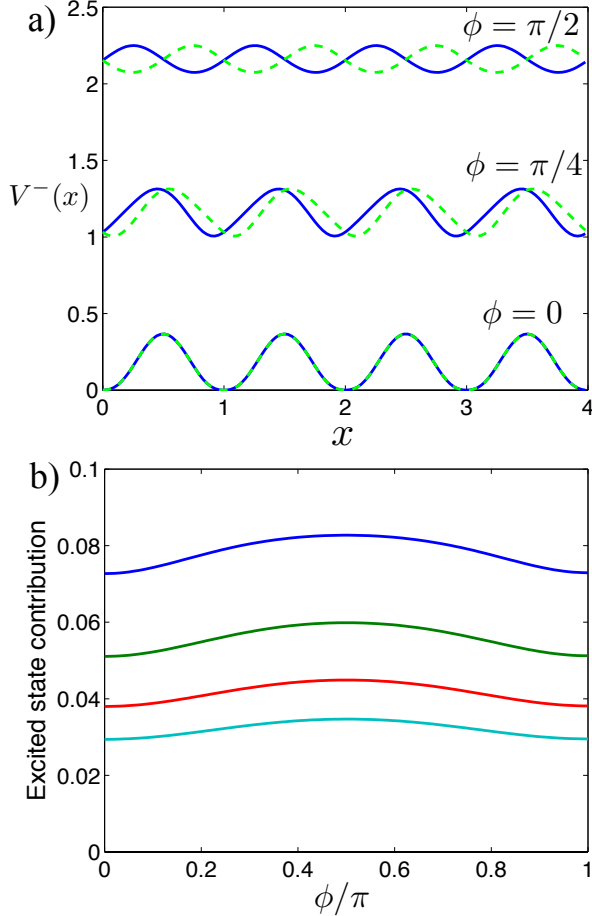 a)
2.5
2
1.5
1
0.5
0
V⁻(x)
ϕ = π/2
ϕ = π/4
ϕ = 0
0 1 2 3 4
x
b)
0.1
0.08
0.06
0.04
0.02
0
Excited state contribution
0 0.2 0.4 0.6 0.8 1
ϕ/π